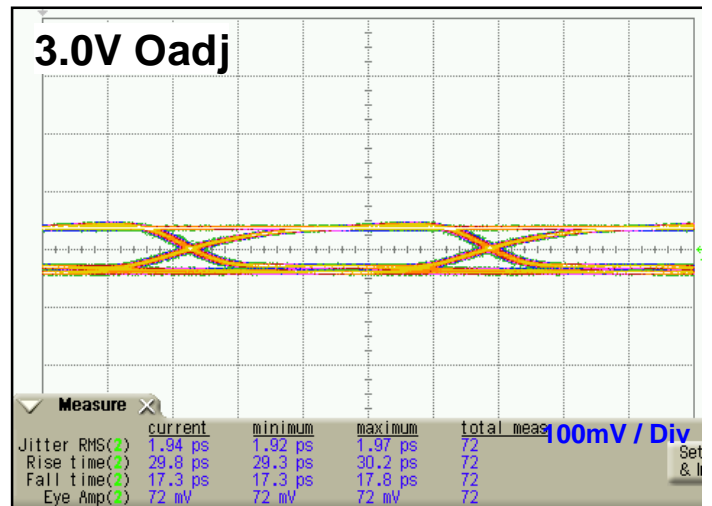 3.0V Oadj
Measure
current minimum maximum total meas
100mV / Div
Jitter RMS(2) 1.94 ps 1.92 ps 1.97 ps 72
Rise time(2) 29.8 ps 29.3 ps 30.2 ps 72
Fall time(2) 17.3 ps 17.3 ps 17.8 ps 72
Eye Amp(2) 72 mV 72 mV 72 mV 72
Set
& In